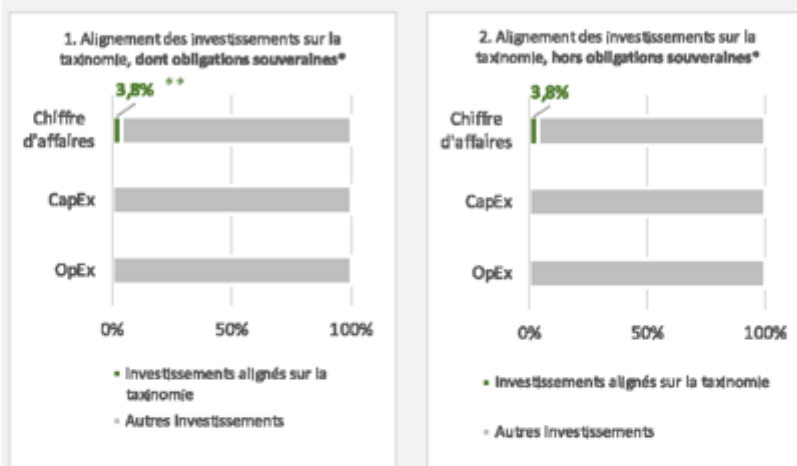 1. Alignement des investissements sur la
taxinomie, dont obligations souveraines*
3,8% **
Chiffre
d'affaires
CapEx
OpEx
0% 50% 100%
Investissements alignés sur la
taxinomie
Autres investissements
2. Alignement des investissements sur la
taxinomie, hors obligations souveraines*
3,8%
Chiffre
d'affaires
CapEx
OpEx
0% 50% 100%
Investissements alignés sur la taxinomie
Autres investissements